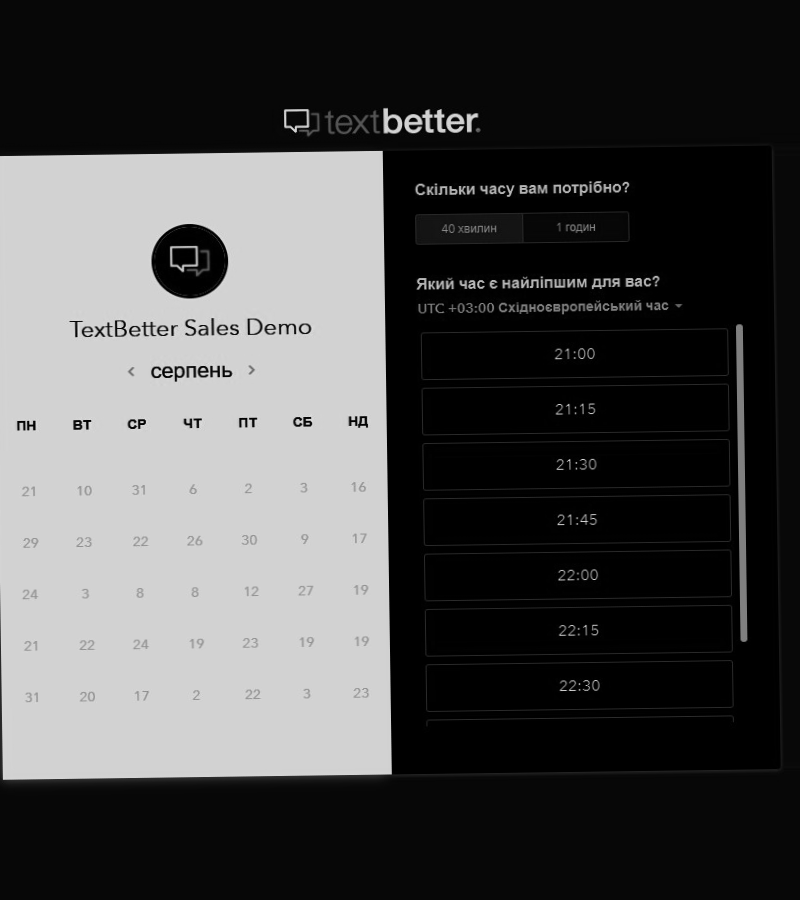 textbetter.
TextBetter Sales Demo
серпень
ПН ВТ СР ЧТ ПТ СБ НД
21 10 31 6 2 3 16
29 23 22 26 30 9 17
24 3 8 8 12 27 19
21 22 24 19 23 19 19
31 20 17 2 22 3 23
Скільки часу вам потрібно?
40 хвилин 1 годин
Який час є найліпшим для вас?
UTC +03:00 Східноєвропейський час
21:00
21:15
21:30
21:45
22:00
22:15
22:30